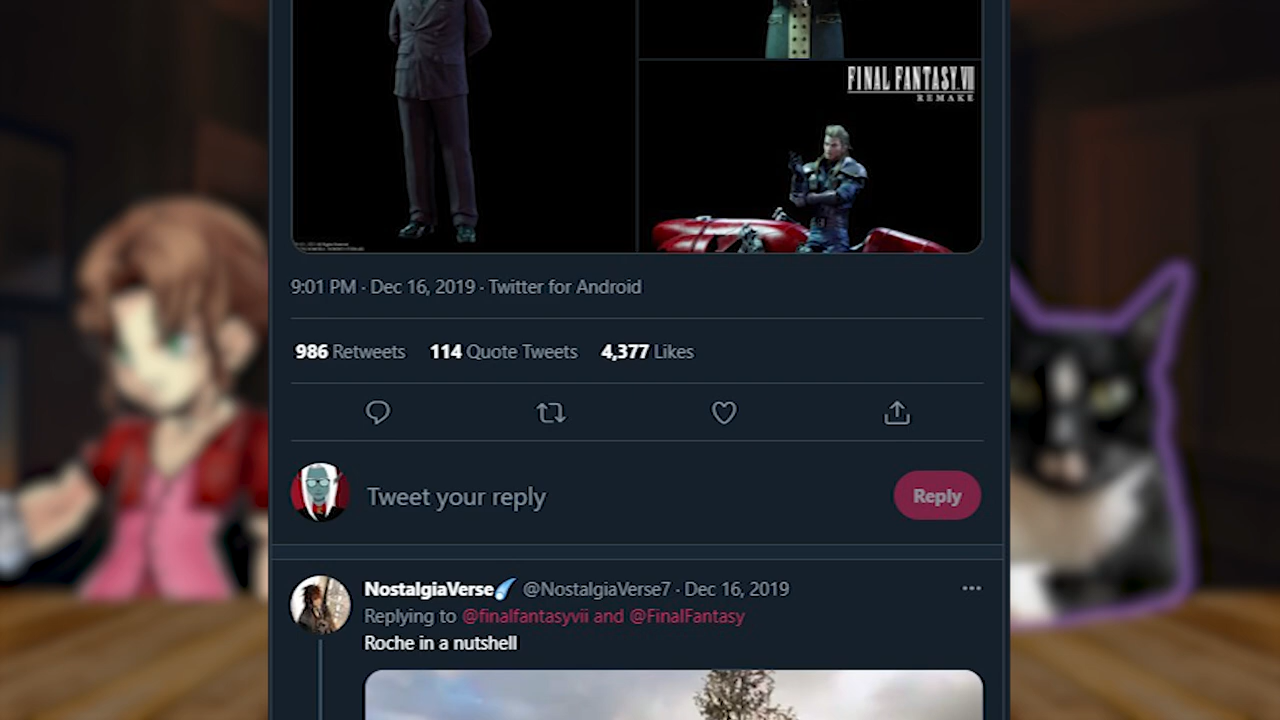 FINAL FANTASY VII
REMAKE
9:01 PM · Dec 16, 2019 · Twitter for Android
986 Retweets 114 Quote Tweets 4,377 Likes
Tweet your reply
Reply
NostalgiaVerse @NostalgiaVerse7 · Dec 16, 2019
Replying to @finalfantasyvii and @FinalFantasy
Roche in a nutshell